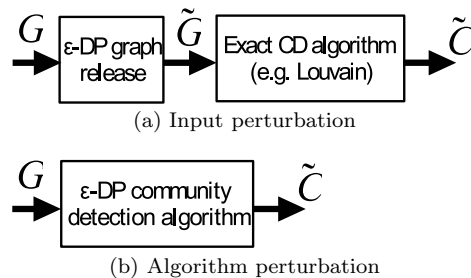 G
ε-DP graph
release
G̃
Exact CD algorithm
(e.g. Louvain)
C̃
(a) Input perturbation
G
ε-DP community
detection algorithm
C̃
(b) Algorithm perturbation